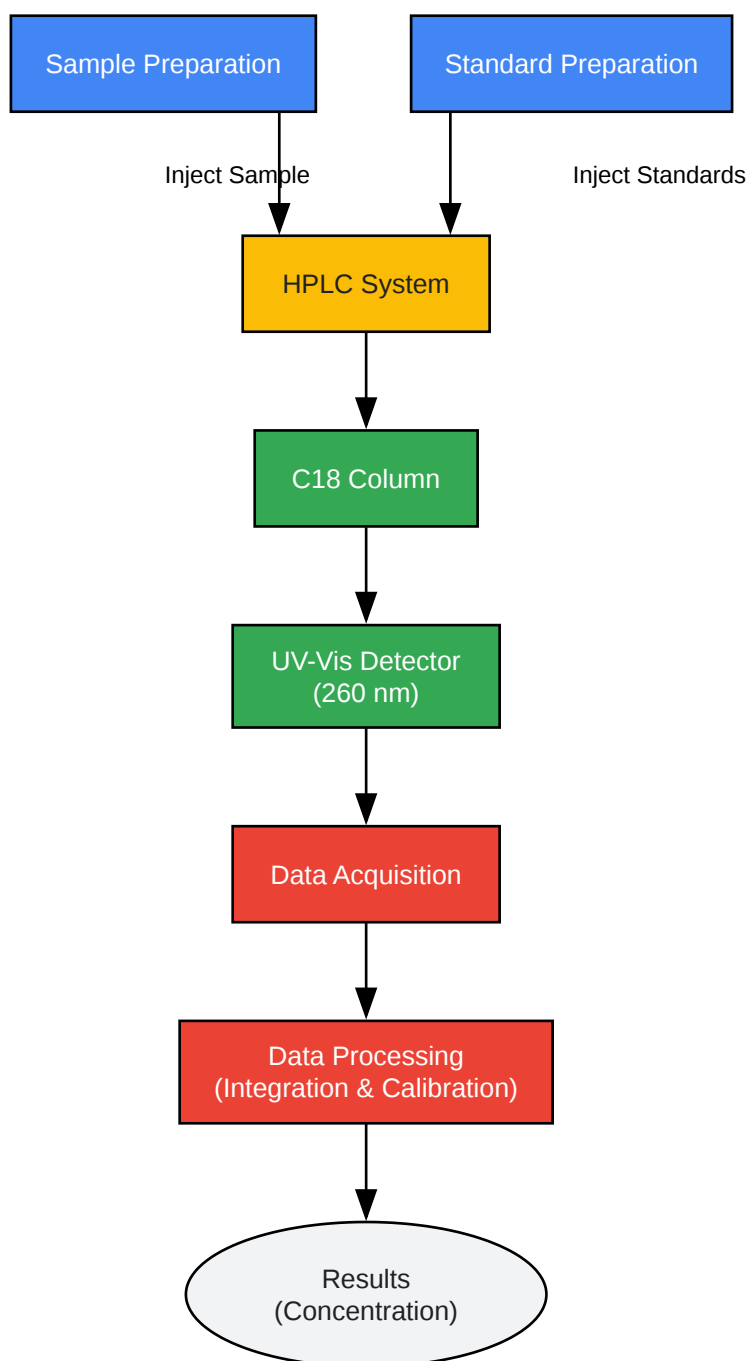 Sample Preparation
Standard Preparation
Inject Sample
Inject Standards
HPLC System
C18 Column
UV-Vis Detector
(260 nm)
Data Acquisition
Data Processing
(Integration & Calibration)
Results
(Concentration)